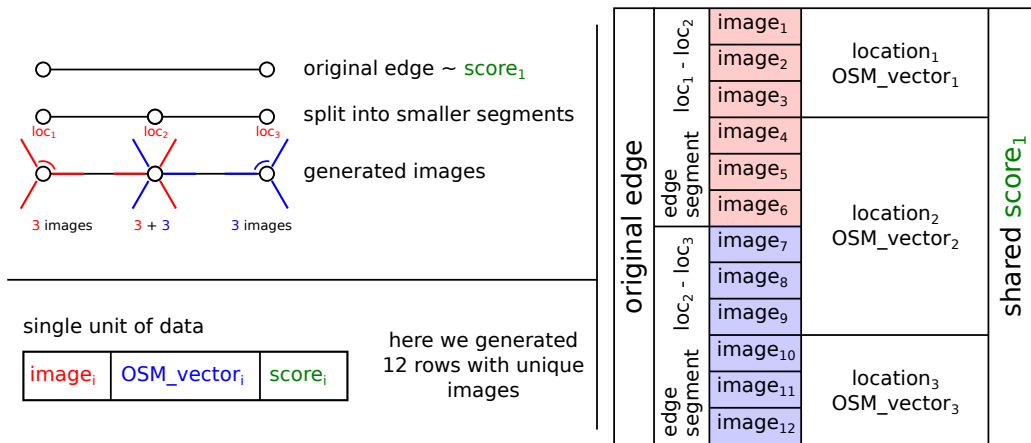 original edge ~ score₁
split into smaller segments
loc₁ loc₂ loc₃
generated images
3 images 3 + 3 3 images
single unit of data
image_i OSM_vector_i score_i
here we generated
12 rows with unique
images
original edge
edge segment loc₁ - loc₂
edge segment loc₂ - loc₃
image₁
image₂
image₃
image₄
image₅
image₆
image₇
image₈
image₉
image₁₀
image₁₁
image₁₂
location₁
OSM_vector₁
location₂
OSM_vector₂
location₃
OSM_vector₃
shared score₁